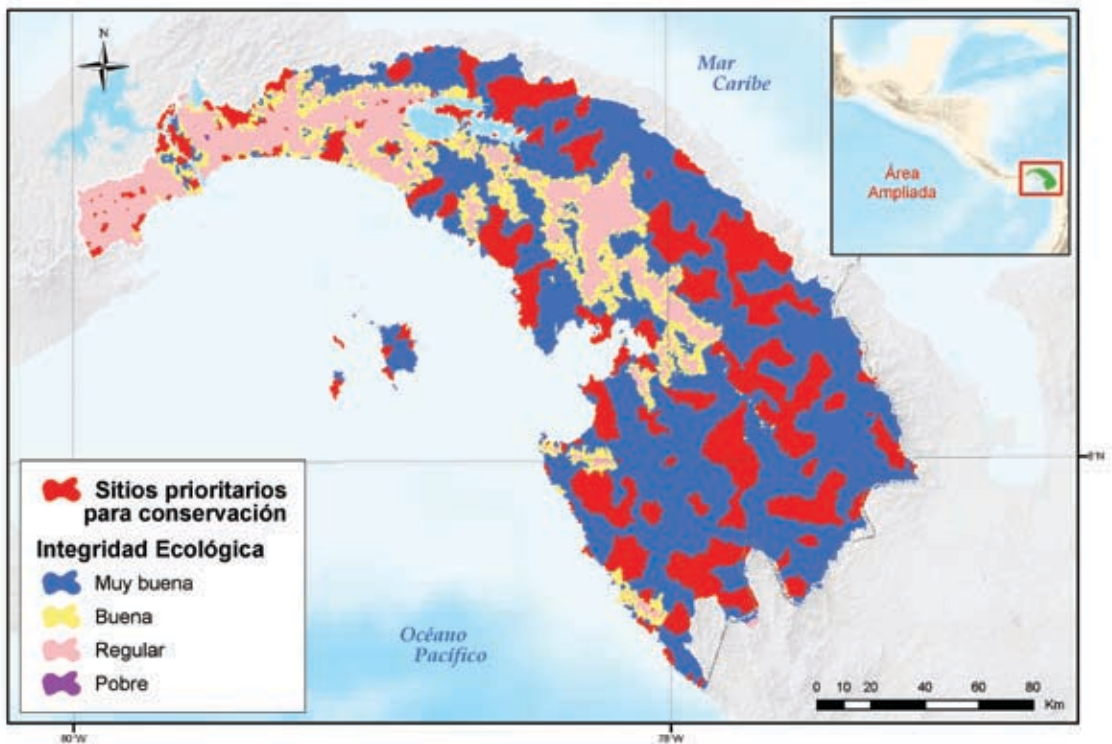 N
Mar
Caribe
Área
Ampliada
8°N
Sitios prioritarios
para conservación
Integridad Ecológica
Muy buena
Buena
Regular
Pobre
Océano
Pacífico
0 10 20 40 60 80
Km
80°W
78°W